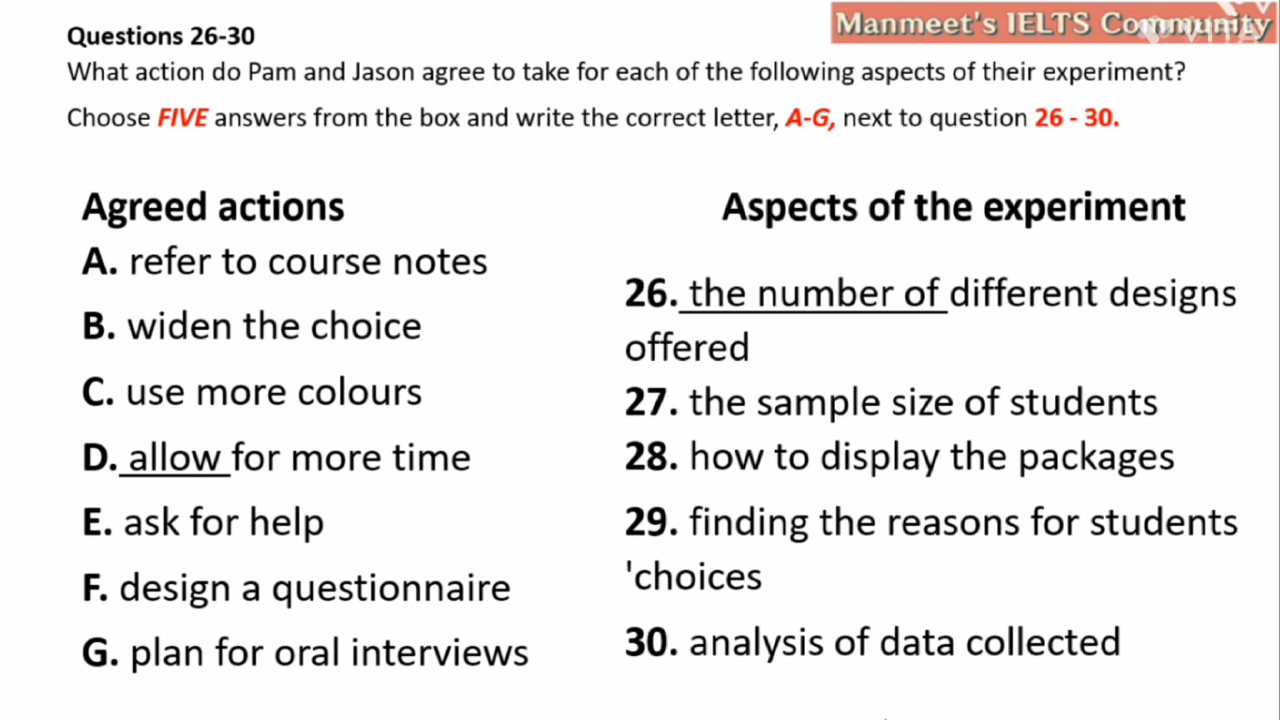 Manmeet's IELTS Community
VITA
Questions 26-30
What action do Pam and Jason agree to take for each of the following aspects of their experiment?
Choose FIVE answers from the box and write the correct letter, A-G, next to question 26 - 30.
Agreed actions
A. refer to course notes
B. widen the choice
C. use more colours
D. allow for more time
E. ask for help
F. design a questionnaire
G. plan for oral interviews
Aspects of the experiment
26. the number of different designs
offered
27. the sample size of students
28. how to display the packages
29. finding the reasons for students
'choices
30. analysis of data collected